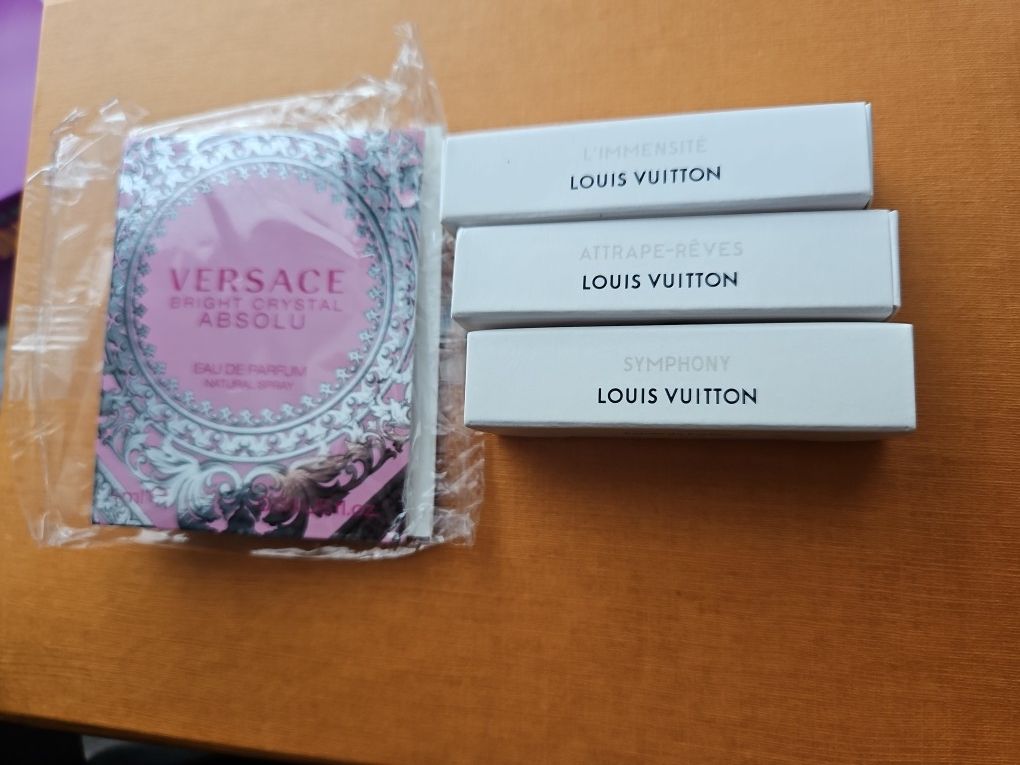 VERSACE
BRIGHT CRYSTAL
ABSOLU
EAU DE PARFUM
NATURAL SPRAY
L'IMMENSITÉ
LOUIS VUITTON
ATTRAPE-RÊVES
LOUIS VUITTON
SYMPHONY
LOUIS VUITTON